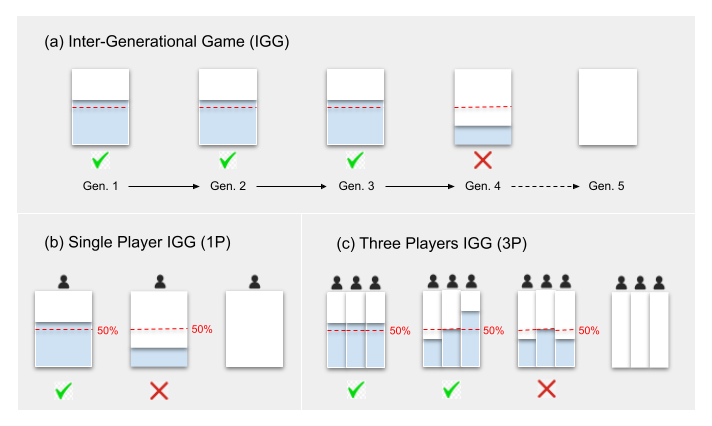 (a) Inter-Generational Game (IGG)
Gen. 1
Gen. 2
Gen. 3
Gen. 4
Gen. 5
(b) Single Player IGG (1P)
50%
50%
(c) Three Players IGG (3P)
50%
50%
50%